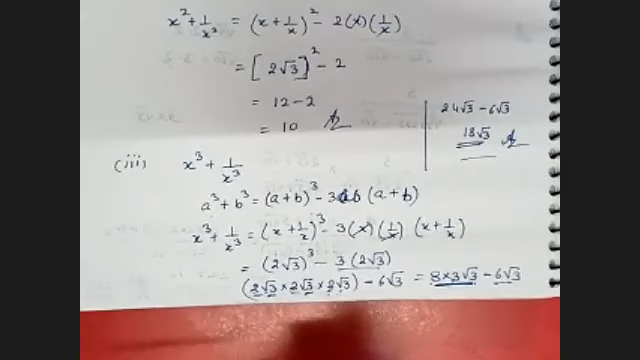 x² + 1/x² = (x + 1/x)² - 2(x)(1/x)
= [2√3]² - 2
= 12 - 2
= 10
24√3 - 6√3
18√3
(iii) x³ + 1/x³
a³ + b³ = (a+b)³ - 3ab (a+b)
x³ + 1/x³ = (x + 1/x)³ - 3(x)(1/x) (x + 1/x)
= (2√3)³ - 3(2√3)
(2√3 × 2√3 × 2√3) - 6√3 = 8×3√3 - 6√3